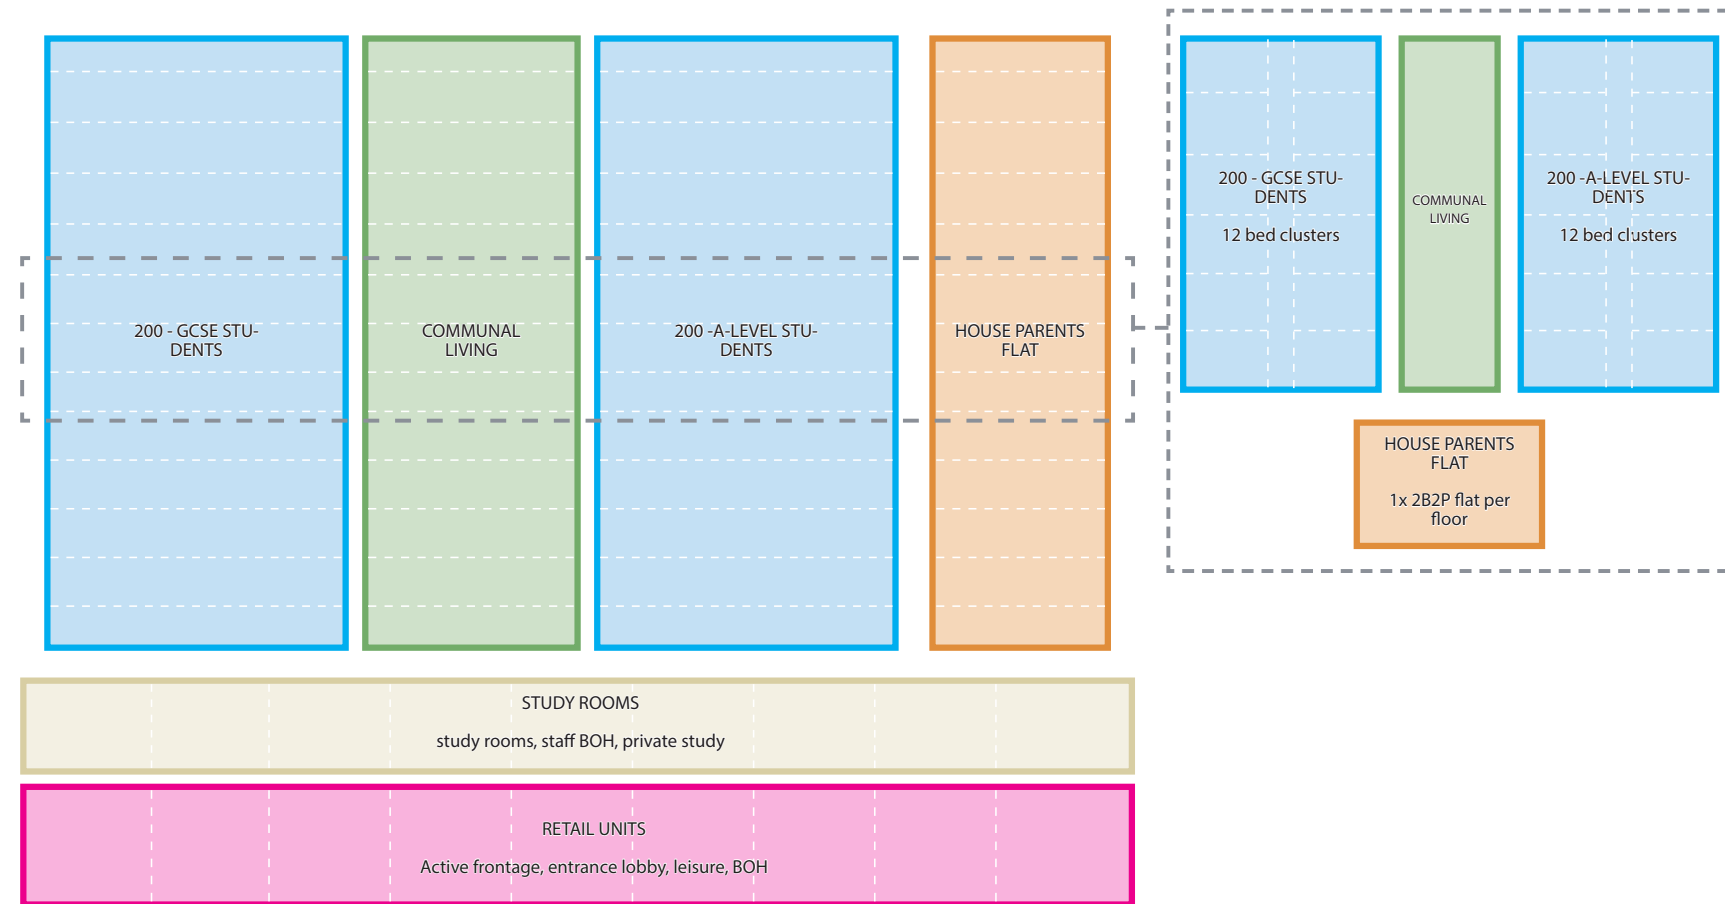 200 - GCSE STU-
DENTS
COMMUNAL
LIVING
200 -A-LEVEL STU-
DENTS
HOUSE PARENTS
FLAT
200 - GCSE STU-
DENTS
12 bed clusters
COMMUNAL
LIVING
200 -A-LEVEL STU-
DENTS
12 bed clusters
HOUSE PARENTS
FLAT
1x 2B2P flat per
floor
STUDY ROOMS
study rooms, staff BOH, private study
RETAIL UNITS
Active frontage, entrance lobby, leisure, BOH